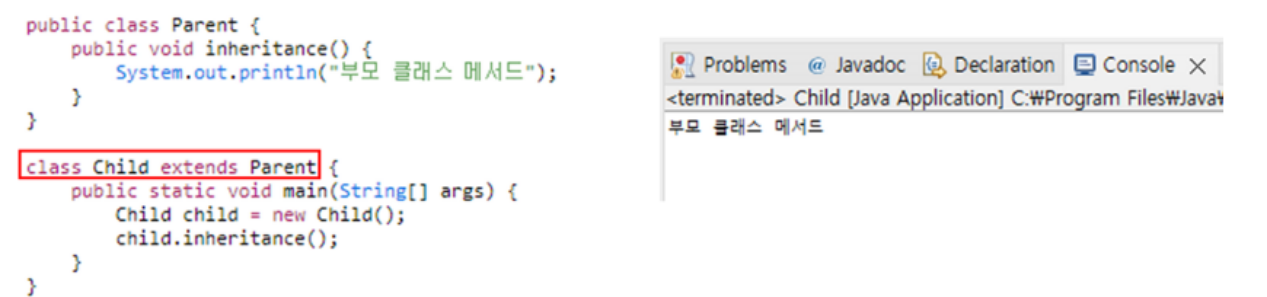 public class Parent {
public void inheritance() {
System.out.println("부모 클래스 메서드");
}
}
class Child extends Parent {
public static void main(String[] args) {
Child child = new Child();
child.inheritance();
}
}
Problems @ Javadoc Declaration Console
<terminated> Child [Java Application] C:₩Program Files₩Java₩
부모 클래스 메서드